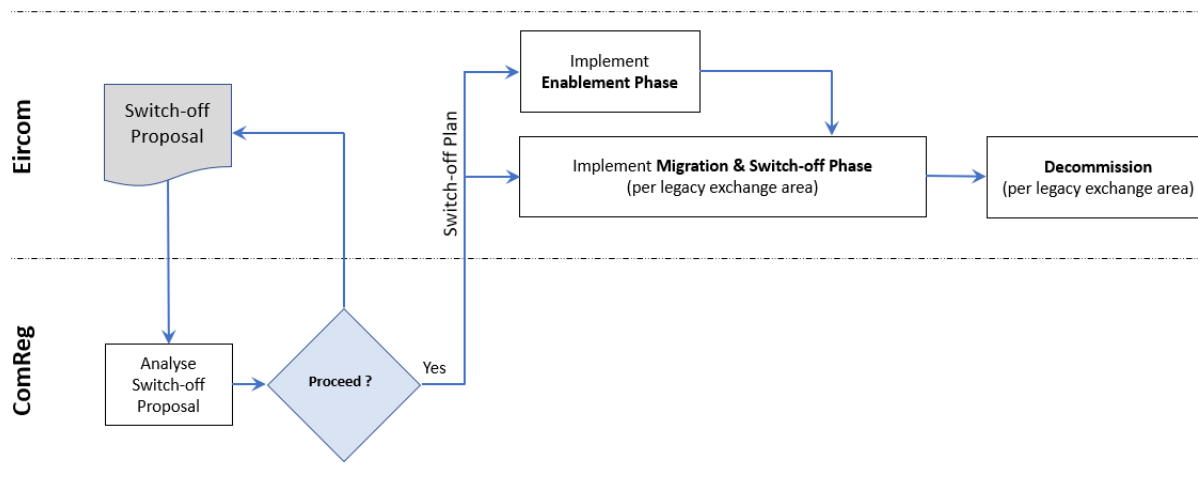 Eircom
Switch-off
Proposal
Switch-off Plan
Implement
Enablement Phase
Implement Migration & Switch-off Phase
(per legacy exchange area)
Decommission
(per legacy exchange area)
ComReg
Analyse
Switch-off
Proposal
Proceed ?
Yes